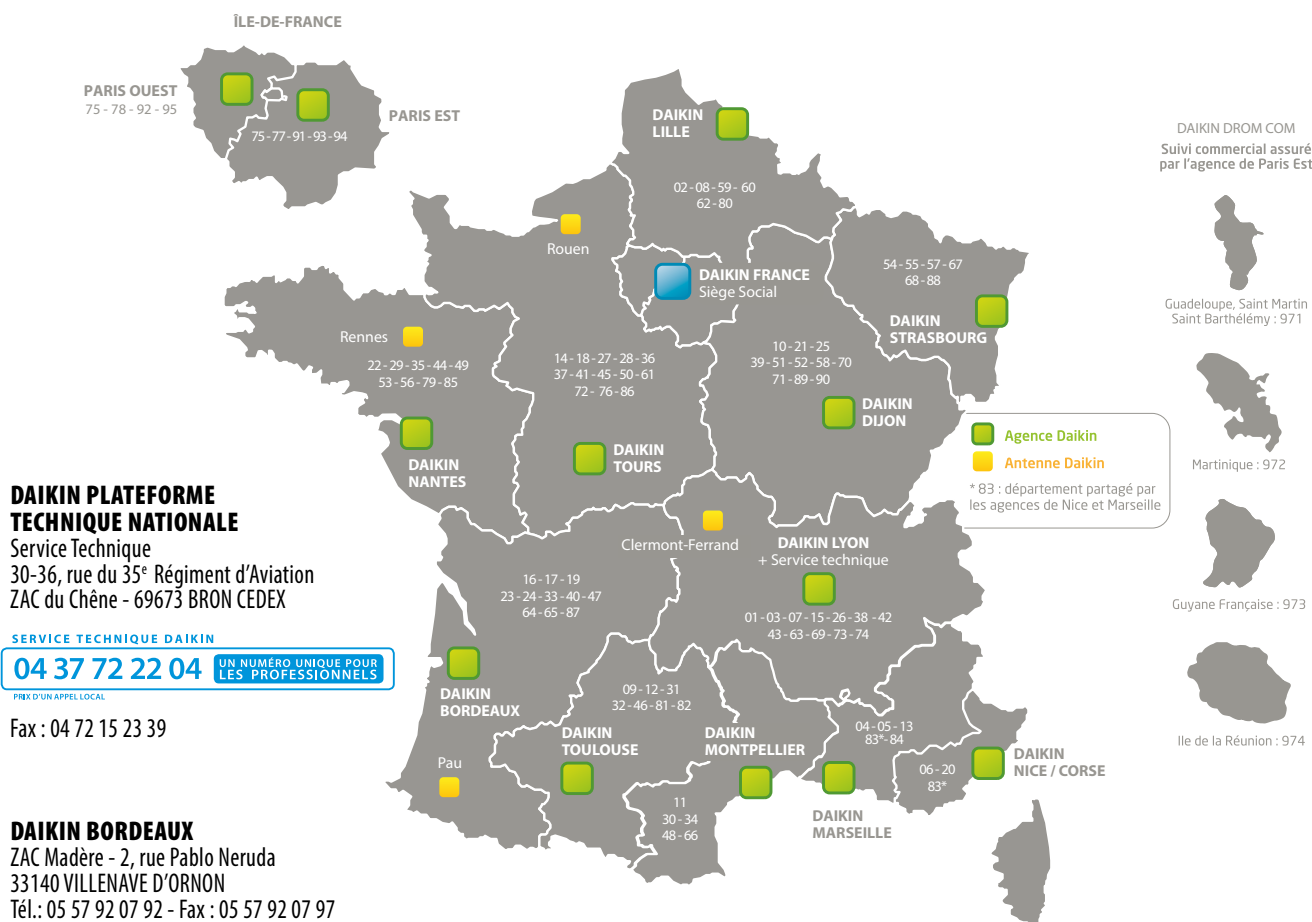 ÎLE-DE-FRANCE
PARIS OUEST
75 - 78 - 92 - 95
PARIS EST
75-77-91-93-94
DAIKIN
LILLE
02-08-59-60
62-80
Rouen
DAIKIN FRANCE
Siège Social
54-55-57-67
68-88
DAIKIN
STRASBOURG
Rennes
22-29-35-44-49
53-56-79-85
14-18-27-28-36
37-41-45-50-61
72- 76-86
10-21-25
39-51-52-58-70
71-89-90
DAIKIN
DIJON
DAIKIN
NANTES
DAIKIN
TOURS
Agence Daikin
Antenne Daikin
* 83 : département partagé par
les agences de Nice et Marseille
DAIKIN DROM COM
Suivi commercial assuré
par l'agence de Paris Est
Guadeloupe, Saint Martin
Saint Barthélémy : 971
Martinique : 972
Guyane Française : 973
Ile de la Réunion : 974
Clermont-Ferrand
DAIKIN LYON
+ Service technique
01-03-07-15-26-38 -42
43-63-69-73-74
16-17-19
23-24-33-40-47
64-65-87
DAIKIN
BORDEAUX
09-12-31
32-46-81-82
DAIKIN
TOULOUSE
DAIKIN
MONTPELLIER
04-05-13
83*-84
Pau
11
30-34
48-66
DAIKIN
MARSEILLE
06-20
83*
DAIKIN
NICE / CORSE
DAIKIN PLATEFORME
TECHNIQUE NATIONALE
Service Technique
30-36, rue du 35e Régiment d'Aviation
ZAC du Chêne - 69673 BRON CEDEX
SERVICE TECHNIQUE DAIKIN
04 37 72 22 04 UN NUMÉRO UNIQUE POUR
LES PROFESSIONNELS
PRIX D'UN APPEL LOCAL
Fax : 04 72 15 23 39
DAIKIN BORDEAUX
ZAC Madère - 2, rue Pablo Neruda
33140 VILLENAVE D'ORNON
Tél.: 05 57 92 07 92 - Fax : 05 57 92 07 97